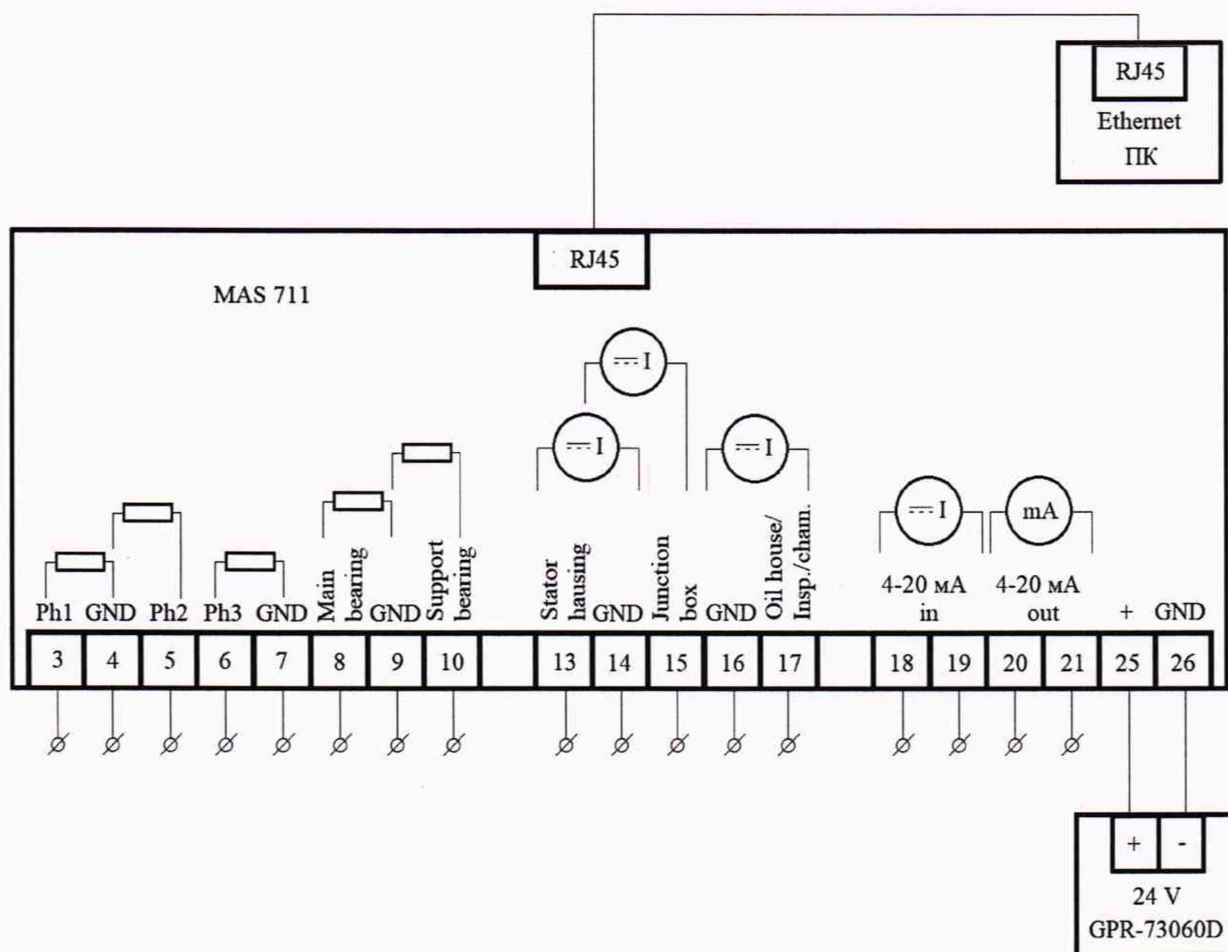 RJ45
Ethernet
ПК
RJ45
MAS 711
I
I
I
I
mA
Ph1 GND Ph2 Ph3 GND
Main
bearing
GND
Support
bearing
Stator
hausing
GND
Junction
box
GND
Oil house/
Insp./cham.
4-20 мА
in
4-20 мА
out
+ GND
3 4 5 6 7 8 9 10 13 14 15 16 17 18 19 20 21 25 26
+ -
24 V
GPR-73060D